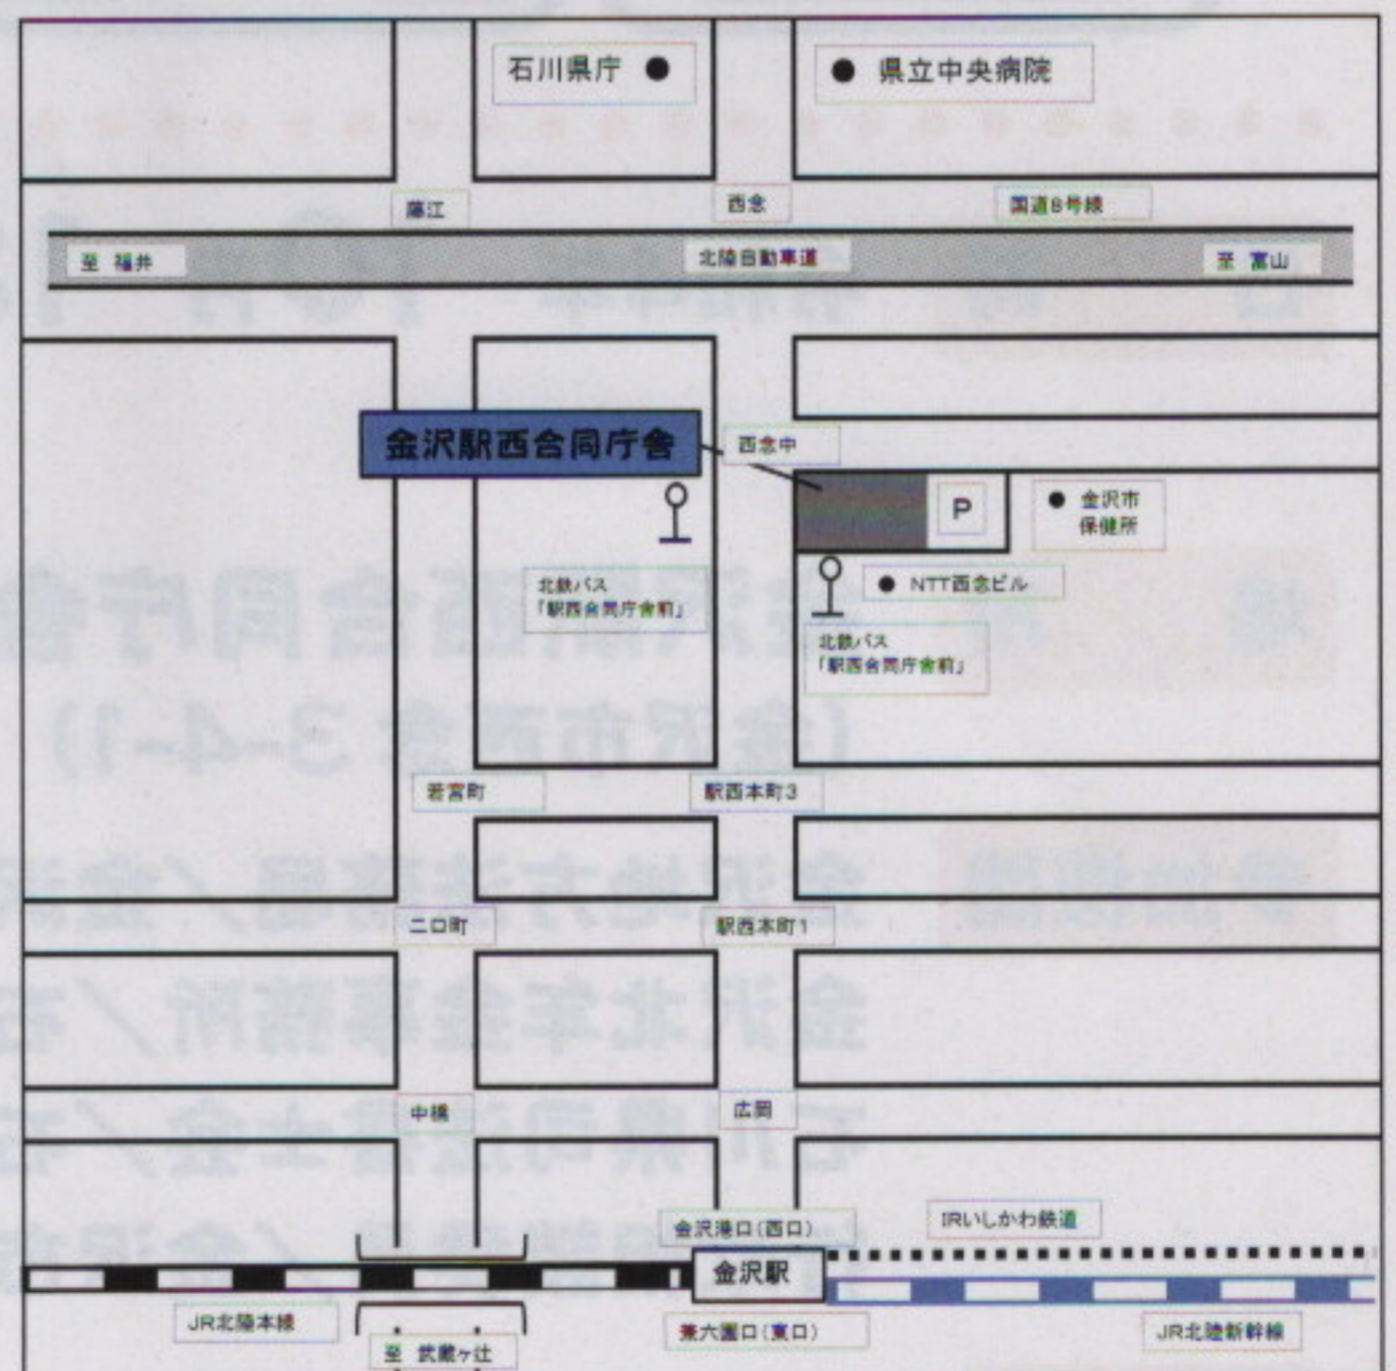 石川県庁 ●
● 県立中央病院
藤江
西念
国道8号線
至 福井
北陸自動車道
至 富山
金沢駅西合同庁舎
西念中
P
● 金沢市
保健所
北鉄バス
「駅西合同庁舎前」
● NTT西念ビル
北鉄バス
「駅西合同庁舎前」
若宮町
駅西本町3
二口町
駅西本町1
中橋
広岡
金沢港口(西口)
IRいしかわ鉄道
金沢駅
JR北陸本線
兼六園口(東口)
JR北陸新幹線
至 武蔵ヶ辻